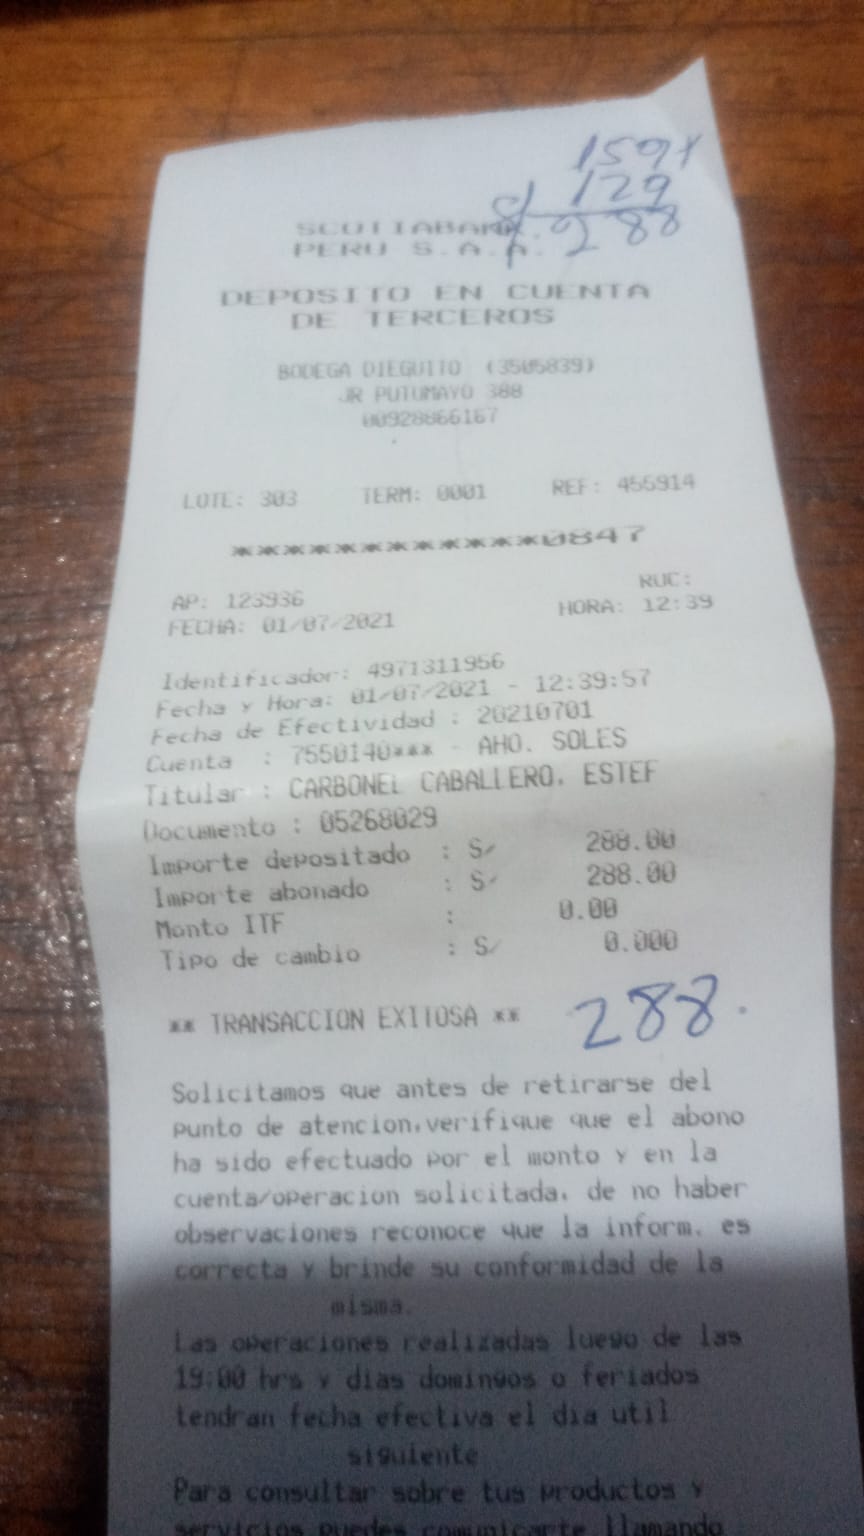 159+
129
S/ 288
SCOTIABANK
PERU S.A.A.
DEPOSITO EN CUENTA
DE TERCEROS
BODEGA DIEGUITO (3505839)
JR PUTUMAYO 388
00928866167
LOTE: 303 TERM: 0001 REF: 455914
************0847
RUC:
AP: 123936
FECHA: 01/07/2021 HORA: 12:39
Identificador: 4971311956
Fecha y Hora: 01/07/2021 - 12:39:57
Fecha de Efectividad : 20210701
Cuenta : 7550140*** - AHO. SOLES
Titular : CARBONEL CABALLERO, ESTEF
Documento : 05268029
Importe depositado : S/ 288.00
Importe abonado : S/ 288.00
Monto ITF : 0.00
Tipo de cambio : S/ 0.000
** TRANSACCION EXITOSA ** 288.
Solicitamos que antes de retirarse del
punto de atencion,verifique que el abono
ha sido efectuado por el monto y en la
cuenta/operacion solicitada, de no haber
observaciones reconoce que la inform. es
correcta y brinde su conformidad de la
misma.
Las operaciones realizadas luego de las
19:00 hrs y dias domingos o feriados
tendran fecha efectiva el dia util
siguiente
Para consultar sobre tus productos y
servicios puedes comunicarte llamando